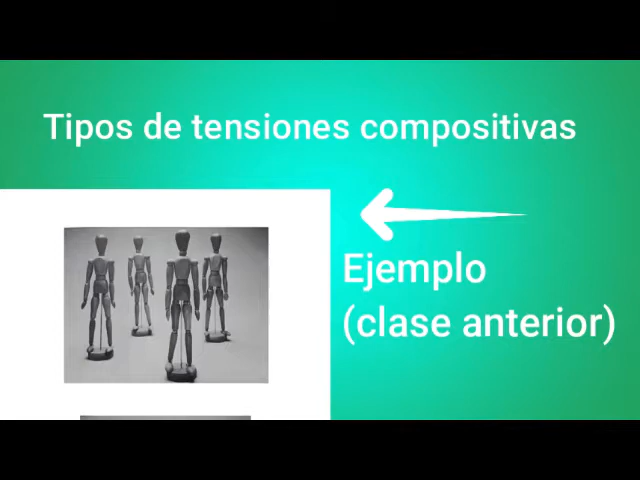 Tipos de tensiones compositivas
Ejemplo
(clase anterior)